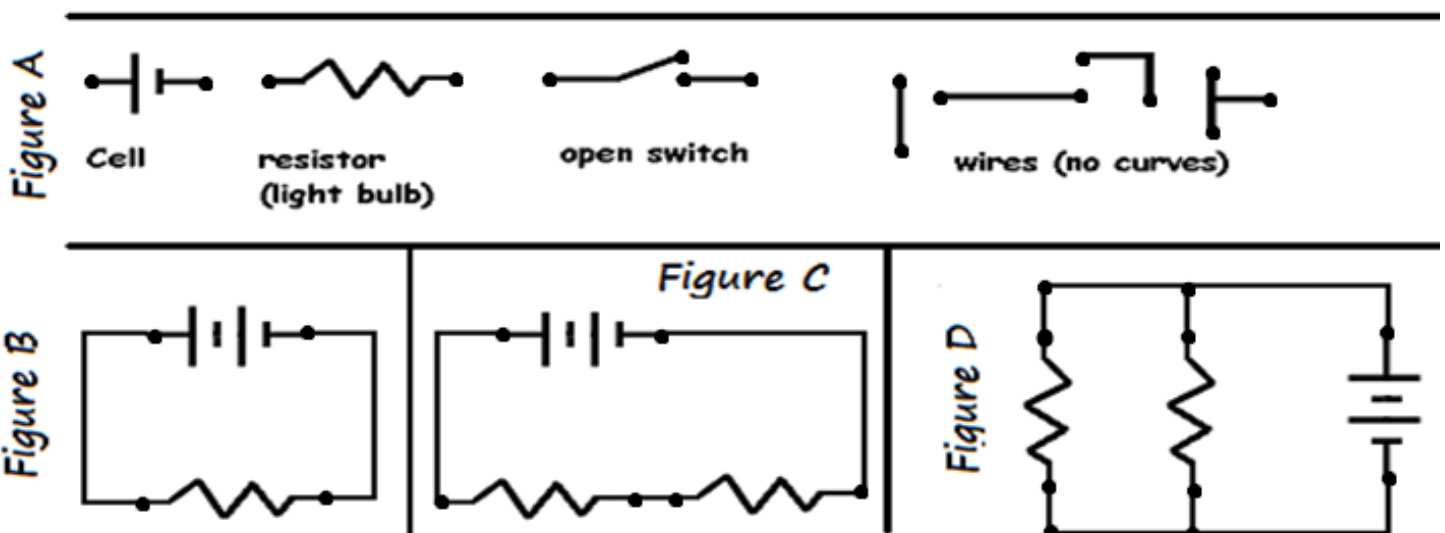 Figure A
Cell
resistor
(light bulb)
open switch
wires (no curves)
Figure B
Figure C
Figure D